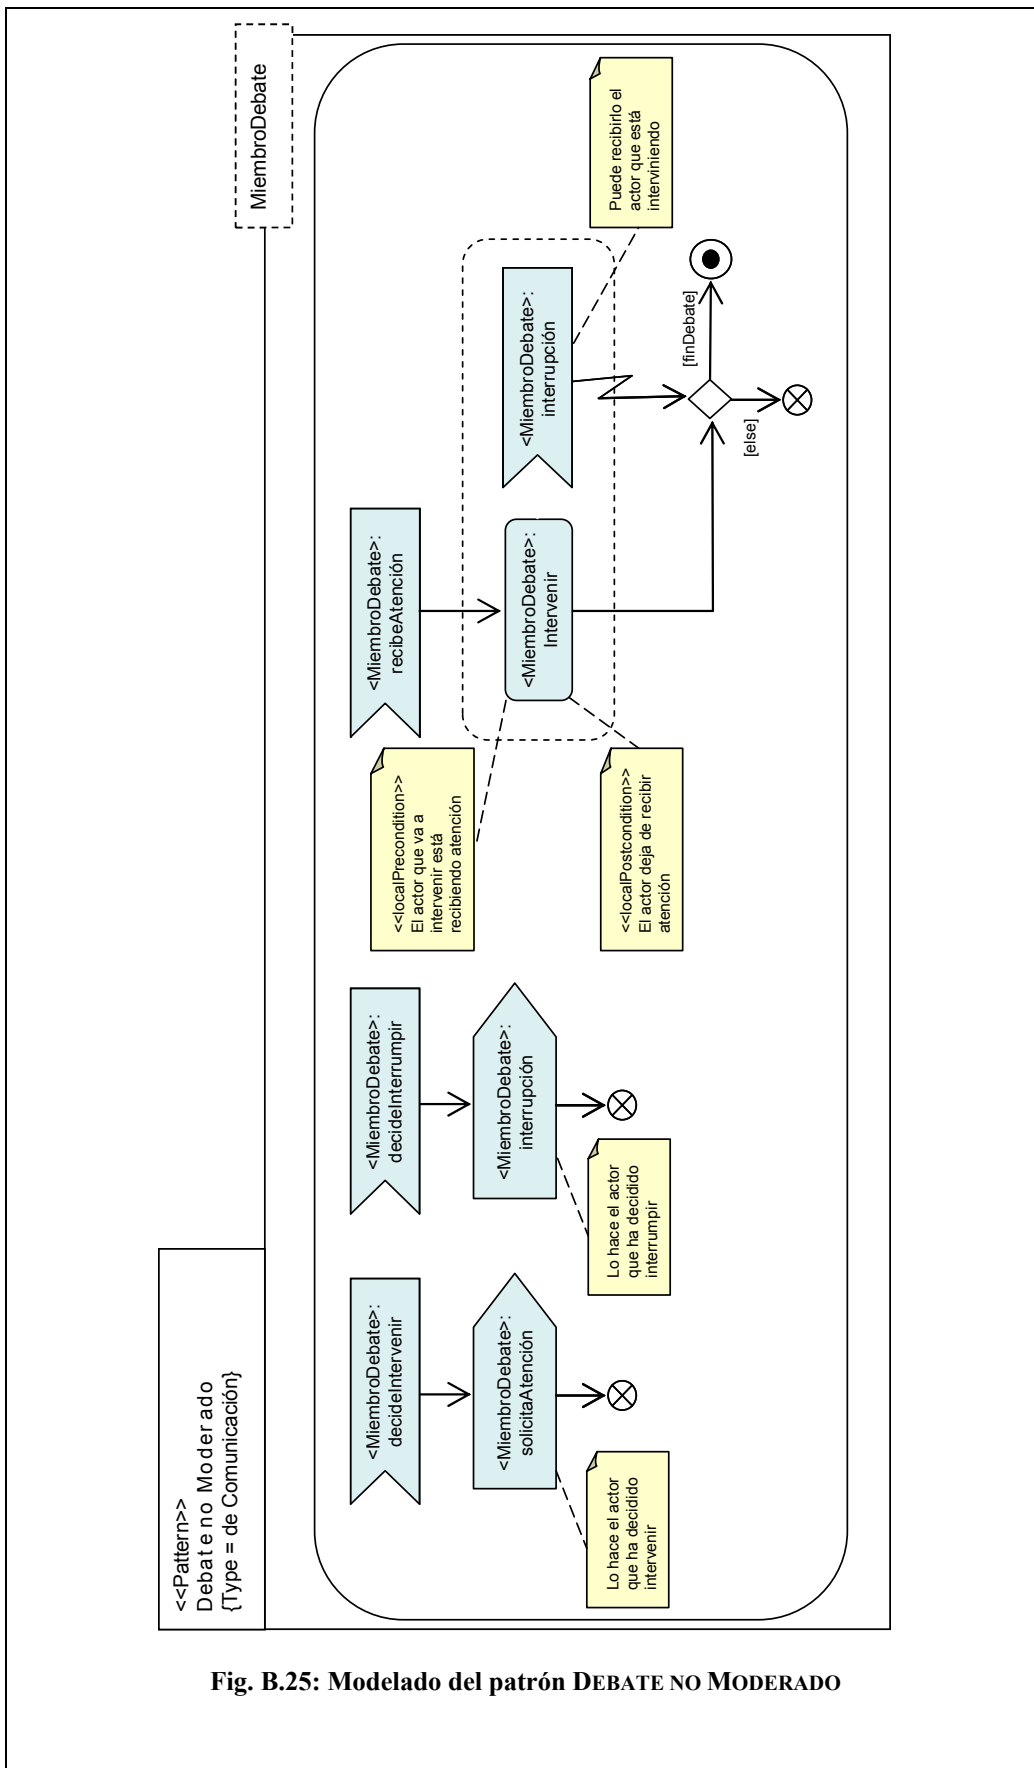 <<Pattern>>
Debate no Moderado
{Type = de Comunicación}
MiembroDebate
<MiembroDebate>:
decideIntervenir
<MiembroDebate>:
solicitaAtención
Lo hace el actor
que ha decidido
intervenir
<MiembroDebate>:
decideInterrumpir
<MiembroDebate>:
interrupción
Lo hace el actor
que ha decidido
interrumpir
<<localPrecondition>>
El actor que va a
intervenir está
recibiendo atención
<<localPostcondition>>
El actor deja de recibir
atención
<MiembroDebate>:
recibeAtención
<MiembroDebate>:
Intervenir
<MiembroDebate>:
interrupción
Puede recibirlo el
actor que está
interviniendo
[finDebate]
[else]
Fig. B.25: Modelado del patrón DEBATE NO MODERADO